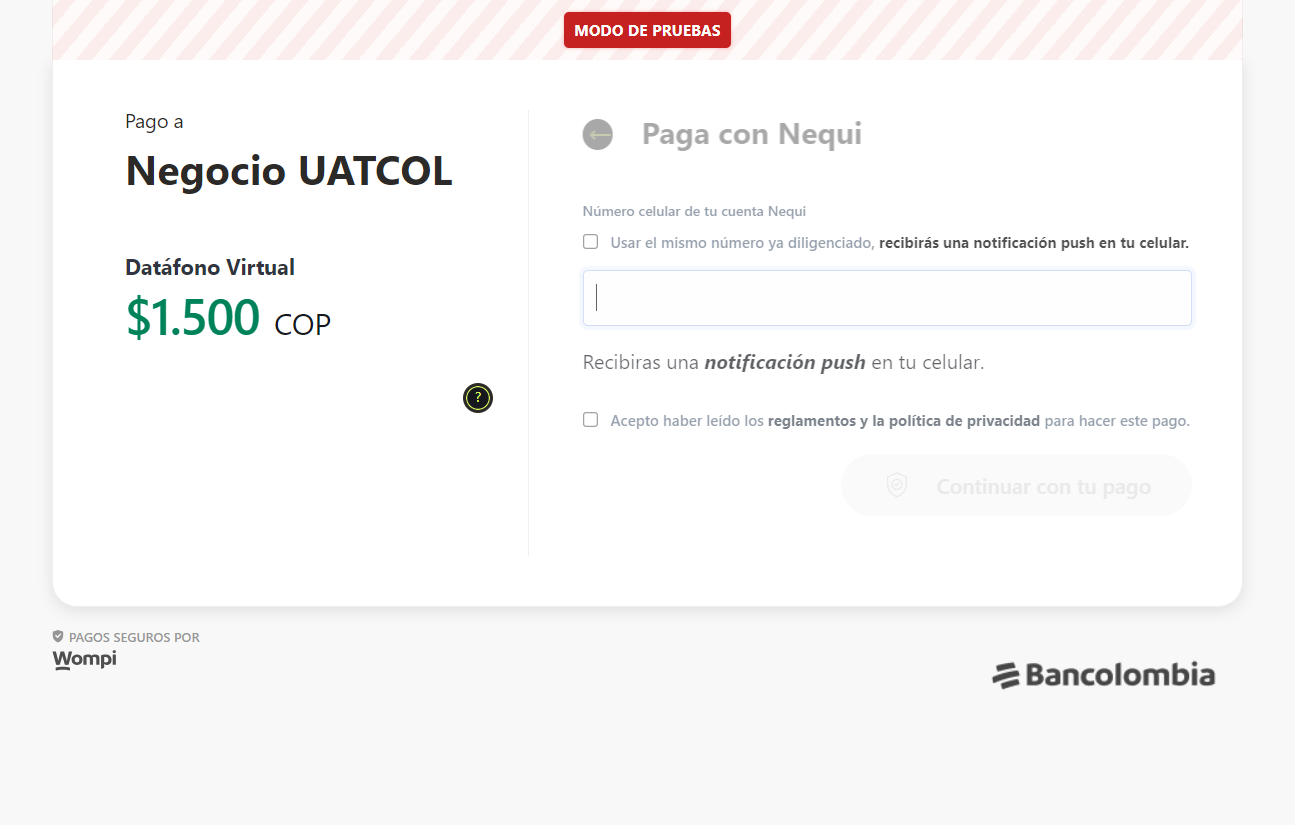 MODO DE PRUEBAS
Pago a
Negocio UATCOL
Datáfono Virtual
$1.500 COP
?
Paga con Nequi
Número celular de tu cuenta Nequi
Usar el mismo número ya diligenciado, recibirás una notificación push en tu celular.
Recibiras una notificación push en tu celular.
Acepto haber leído los reglamentos y la política de privacidad para hacer este pago.
Continuar con tu pago
PAGOS SEGUROS POR
Wompi
Bancolombia